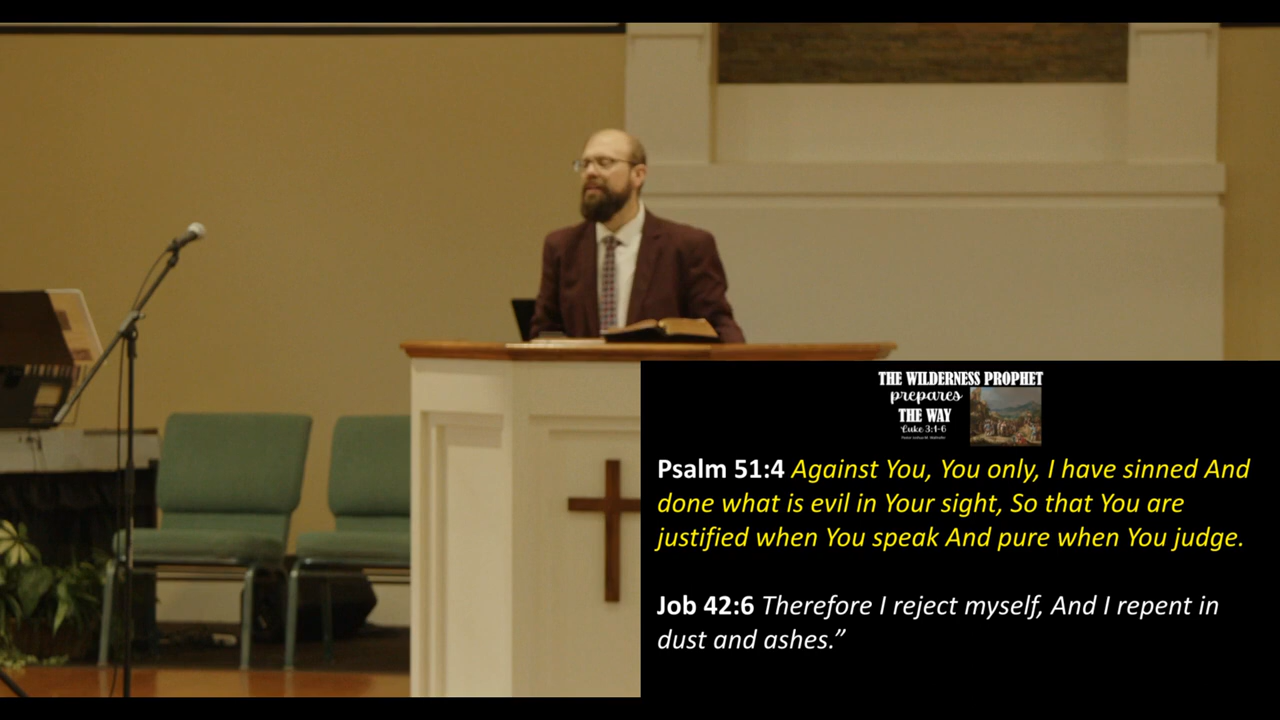 THE WILDERNESS PROPHET
prepares
THE WAY
Luke 3:1-6
Psalm 51:4 Against You, You only, I have sinned And
done what is evil in Your sight, So that You are
justified when You speak And pure when You judge.
Job 42:6 Therefore I reject myself, And I repent in
dust and ashes.”